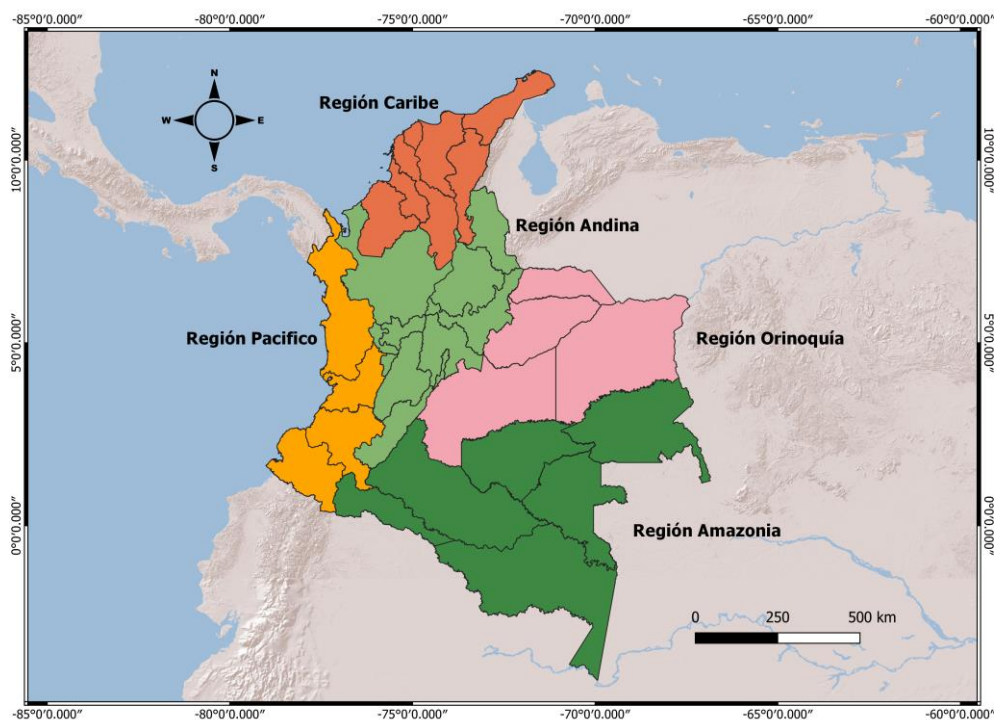 -85°0'0.000" -80°0'0.000" -75°0'0.000" -70°0'0.000" -65°0'0.000" -60°0'0.000"
N
W E
S
Región Caribe
10°0'0.000" 10°0'0.000"
Región Andina
Región Pacifico
Región Orinoquía
5°0'0.000" 5°0'0.000"
0°0'0.000" 0°0'0.000"
Región Amazonia
0 250 500 km
-85°0'0.000" -80°0'0.000" -75°0'0.000" -70°0'0.000" -65°0'0.000" -60°0'0.000"